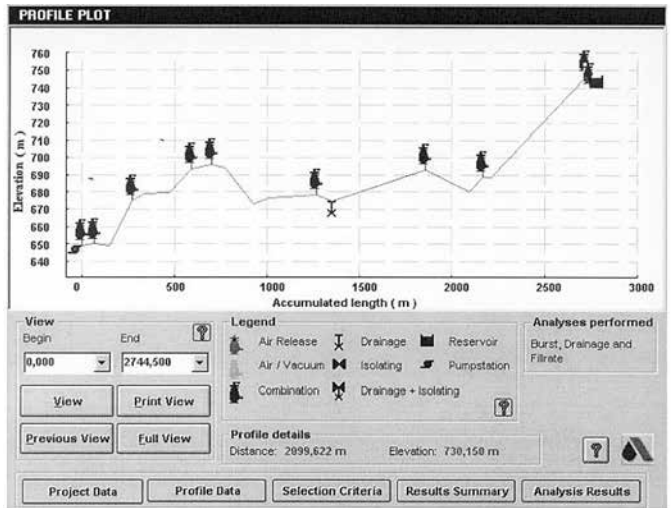 PROFILE PLOT
760
750
740
730
720
710
700
690
680
670
660
650
640
Elevation ( m )
0 500 1000 1500 2000 2500 3000
Accumulated length ( m )
View
Begin End
0,000 2744,500
View Print View
Previous View Full View
Legend
Air Release Drainage Reservoir
Air / Vacuum Isolating Pumpstation
Combination Drainage + Isolating
Analyses performed
Burst, Drainage and
Fillrate
Profile details
Distance: 2099,622 m Elevation: 730,150 m
Project Data Profile Data Selection Criteria Results Summary Analysis Results